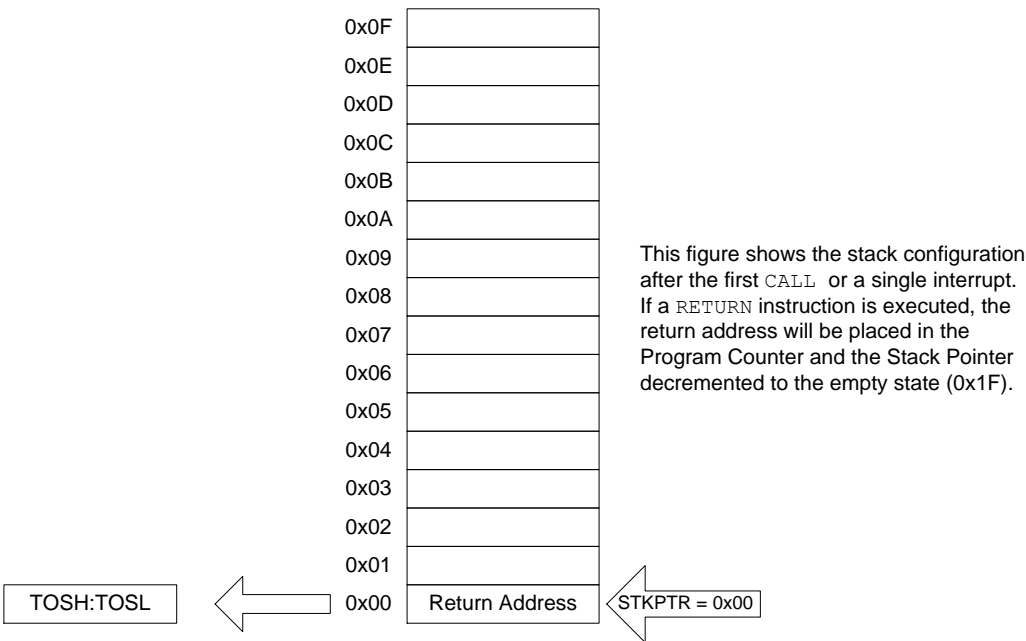 0x0F
0x0E
0x0D
0x0C
0x0B
0x0A
0x09
0x08
0x07
0x06
0x05
0x04
0x03
0x02
0x01
TOSH:TOSL 0x00 Return Address STKPTR = 0x00
This figure shows the stack configuration
after the first CALL or a single interrupt.
If a RETURN instruction is executed, the
return address will be placed in the
Program Counter and the Stack Pointer
decremented to the empty state (0x1F).